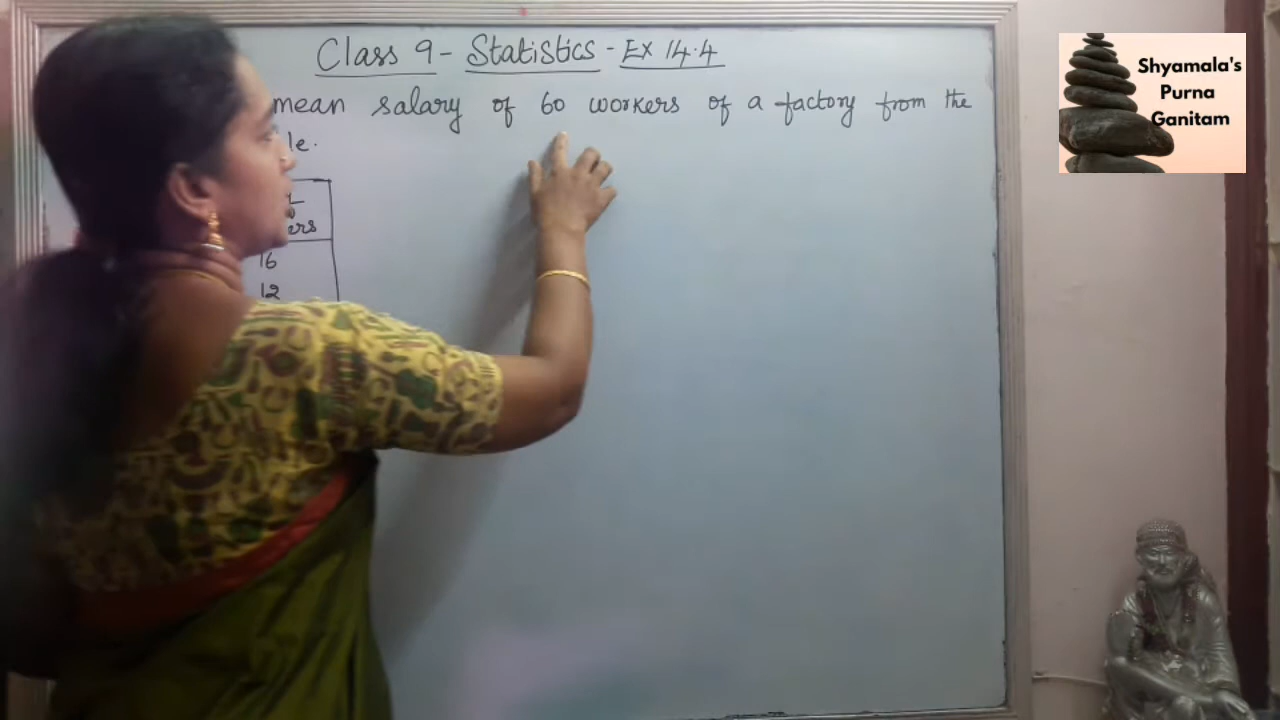 Class 9 - Statistics - Ex 14.4
mean salary of 60 workers of a factory from the
le.
ers
16
12
Shyamala's
Purna
Ganitam